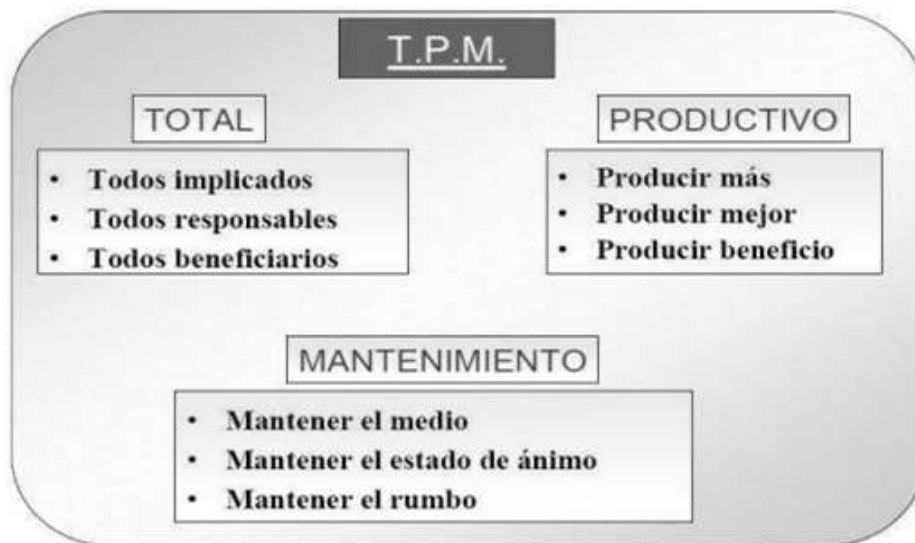 T.P.M.
TOTAL
• Todos implicados
• Todos responsables
• Todos beneficiarios
PRODUCTIVO
• Producir más
• Producir mejor
• Producir beneficio
MANTENIMIENTO
• Mantener el medio
• Mantener el estado de ánimo
• Mantener el rumbo